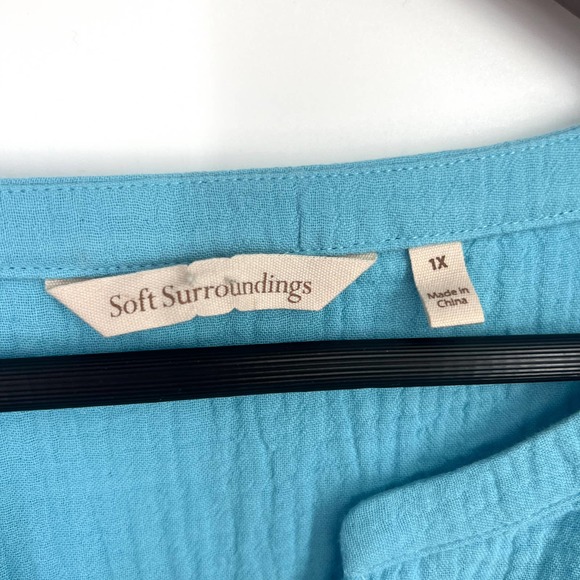 Soft Surroundings
1X
Made in
China